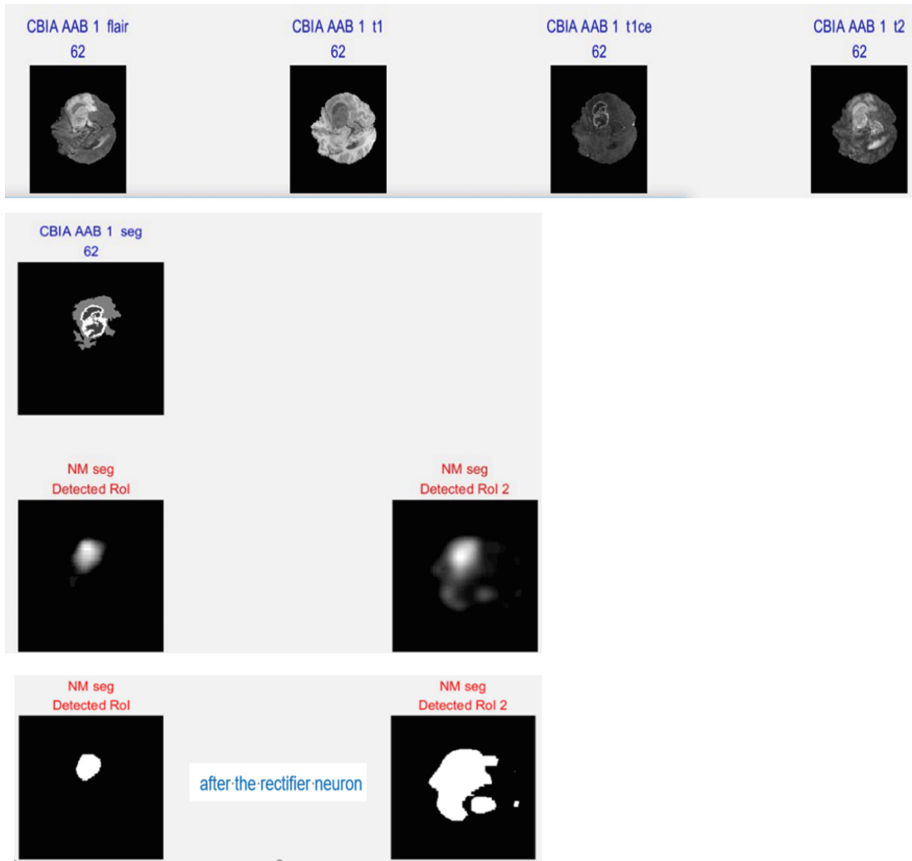 CBIA AAB 1 flair
62
CBIA AAB 1 t1
62
CBIA AAB 1 t1ce
62
CBIA AAB 1 t2
62
CBIA AAB 1 seg
62
NM seg
Detected RoI
NM seg
Detected RoI 2
NM seg
Detected RoI
after·the·rectifier·neuron
NM seg
Detected RoI 2